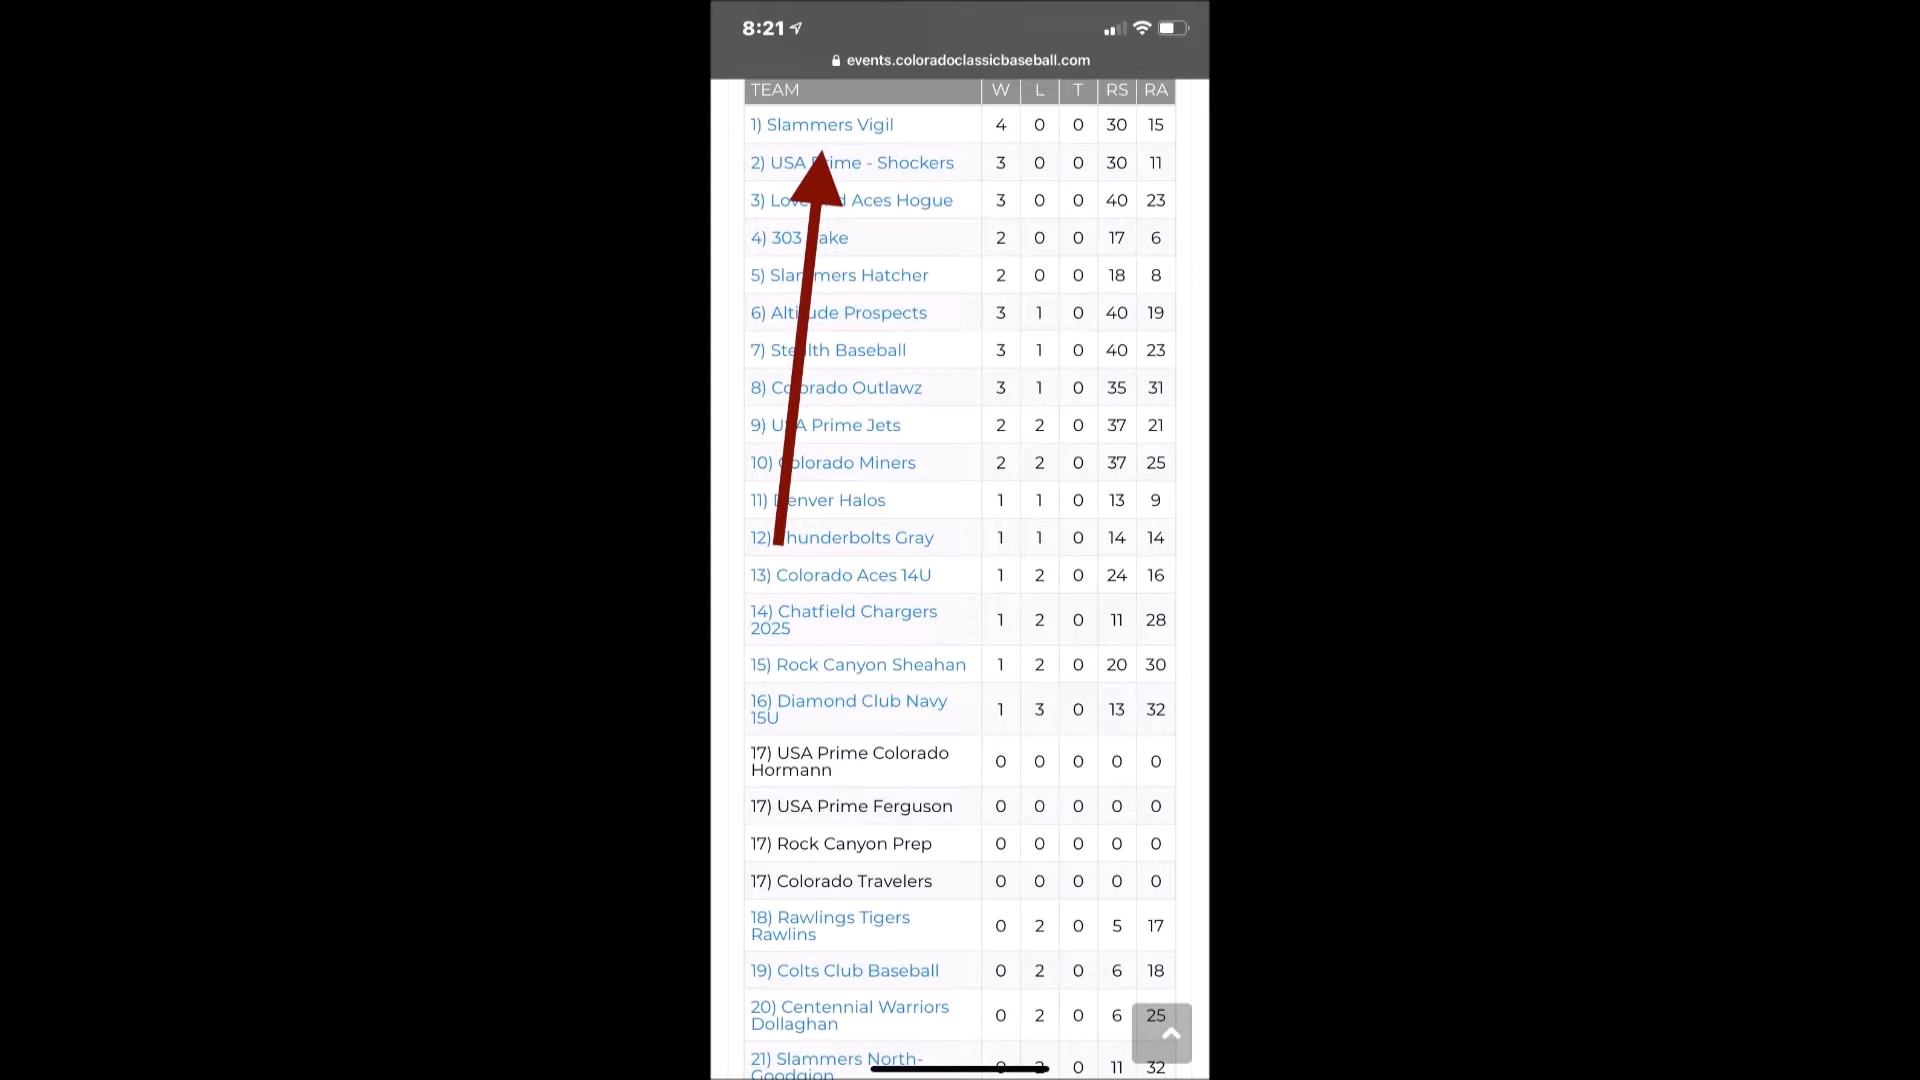 8:21
events.coloradoclassicbaseball.com
TEAM W L T RS RA
1) Slammers Vigil 4 0 0 30 15
2) USA Prime - Shockers 3 0 0 30 11
3) Aces Hogue 3 0 0 40 23
4) 303 2 0 0 17 6
5) Slammers Hatcher 2 0 0 18 8
6) Altitude Prospects 3 1 0 40 19
7) Stealth Baseball 3 1 0 40 23
8) Colorado Outlawz 3 1 0 35 31
9) USA Prime Jets 2 2 0 37 21
10) Colorado Miners 2 2 0 37 25
11) Denver Halos 1 1 0 13 9
12) Thunderbolts Gray 1 1 0 14 14
13) Colorado Aces 14U 1 2 0 24 16
14) Chatfield Chargers
2025 1 2 0 11 28
15) Rock Canyon Sheahan 1 2 0 20 30
16) Diamond Club Navy
15U 1 3 0 13 32
17) USA Prime Colorado
Hormann 0 0 0 0 0
17) USA Prime Ferguson 0 0 0 0 0
17) Rock Canyon Prep 0 0 0 0 0
17) Colorado Travelers 0 0 0 0 0
18) Rawlings Tigers
Rawlins 0 2 0 5 17
19) Colts Club Baseball 0 2 0 6 18
20) Centennial Warriors
Dollaghan 0 2 0 6 25
21) Slammers North-
0 2 0 11 32